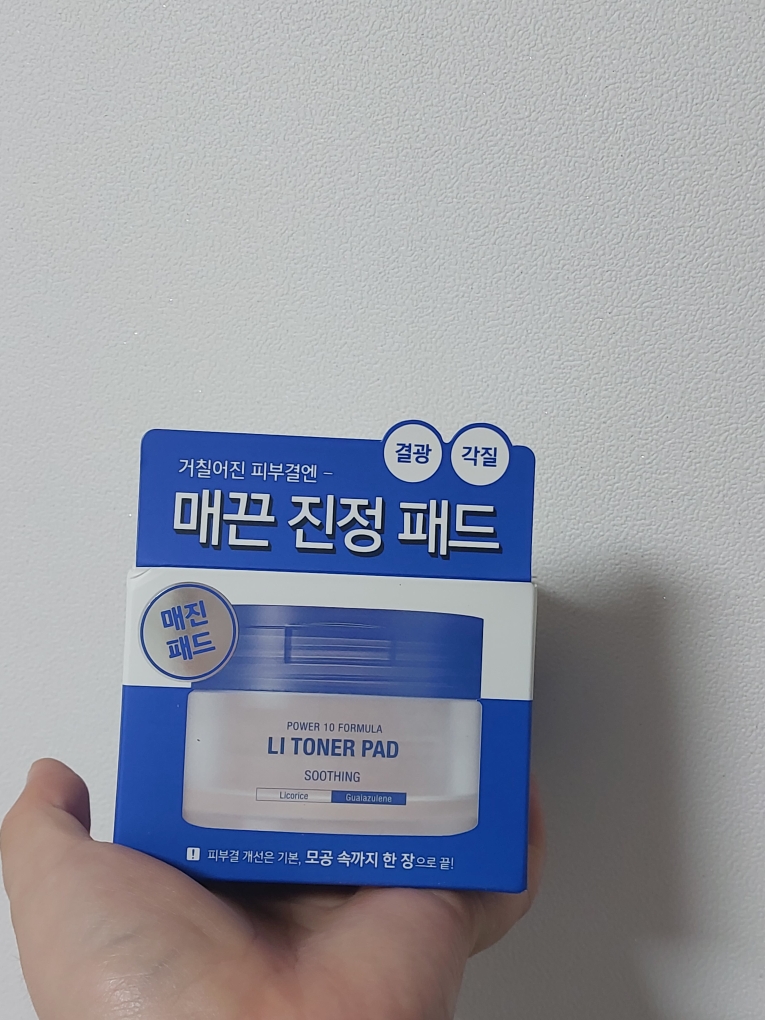 결광
각질
거칠어진 피부결엔 –
매끈 진정 패드
매진
패드
POWER 10 FORMULA
LI TONER PAD
SOOTHING
Licorice
Guaiazulene
! 피부결 개선은 기본, 모공 속까지 한 장으로 끝!